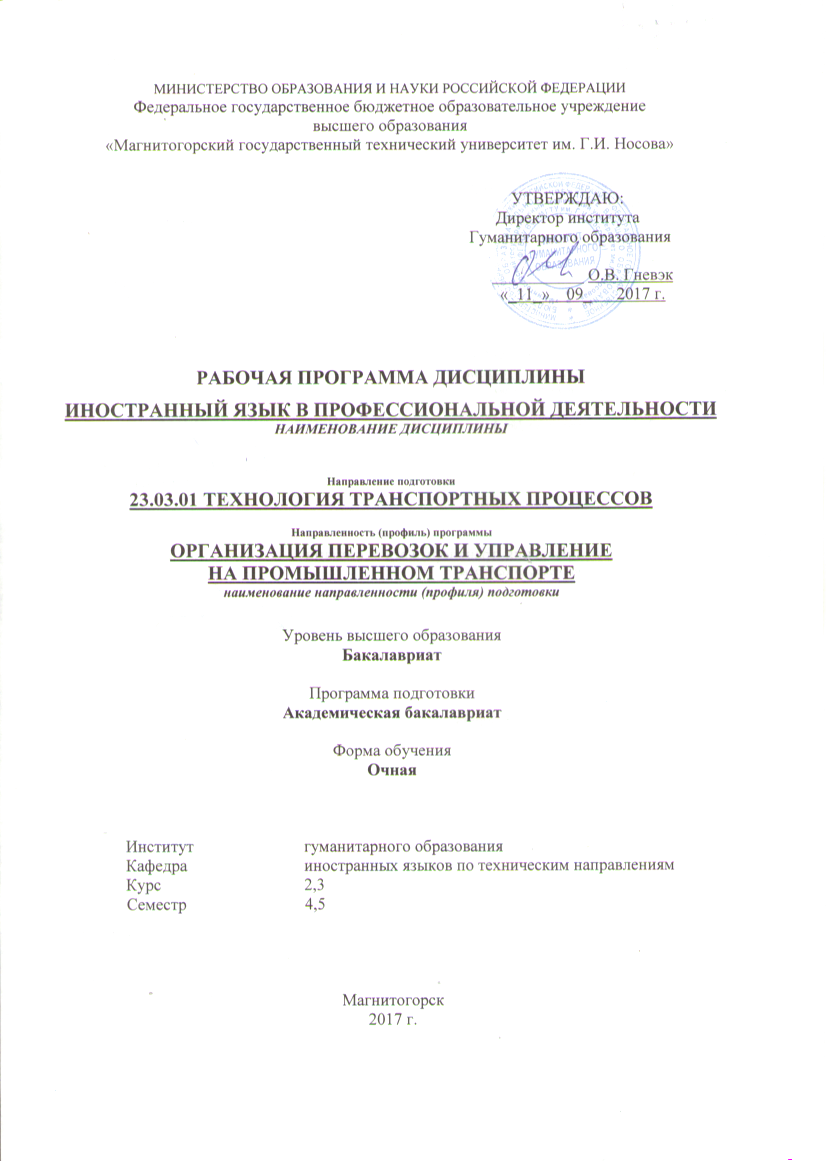 МИНИСТЕРСТВО ОБРАЗОВАНИЯ И НАУКИ РОССИЙСКОЙ ФЕДЕРАЦИИ
Федеральное государственное бюджетное образовательное учреждение
высшего образования
«Магнитогорский государственный технический университет им. Г.И. Носова»
УТВЕРЖДАЮ:
Директор института
Гуманитарного образования
О.В. Гневэк
«_11_»_ 09_ 2017 г.
РАБОЧАЯ ПРОГРАММА ДИСЦИПЛИНЫ
ИНОСТРАННЫЙ ЯЗЫК В ПРОФЕССИОНАЛЬНОЙ ДЕЯТЕЛЬНОСТИ
НАИМЕНОВАНИЕ ДИСЦИПЛИНЫ
Направление подготовки
23.03.01 ТЕХНОЛОГИЯ ТРАНСПОРТНЫХ ПРОЦЕССОВ
Направленность (профиль) программы
ОРГАНИЗАЦИЯ ПЕРЕВОЗОК И УПРАВЛЕНИЕ
НА ПРОМЫШЛЕННОМ ТРАНСПОРТЕ
наименование направленности (профиля) подготовки
Уровень высшего образования
Бакалавриат
Программа подготовки
Академическая бакалавриат
Форма обучения
Очная
Институт гуманитарного образования
Кафедра иностранных языков по техническим направлениям
Курс 2,3
Семестр 4,5
Магнитогорск
2017 г.